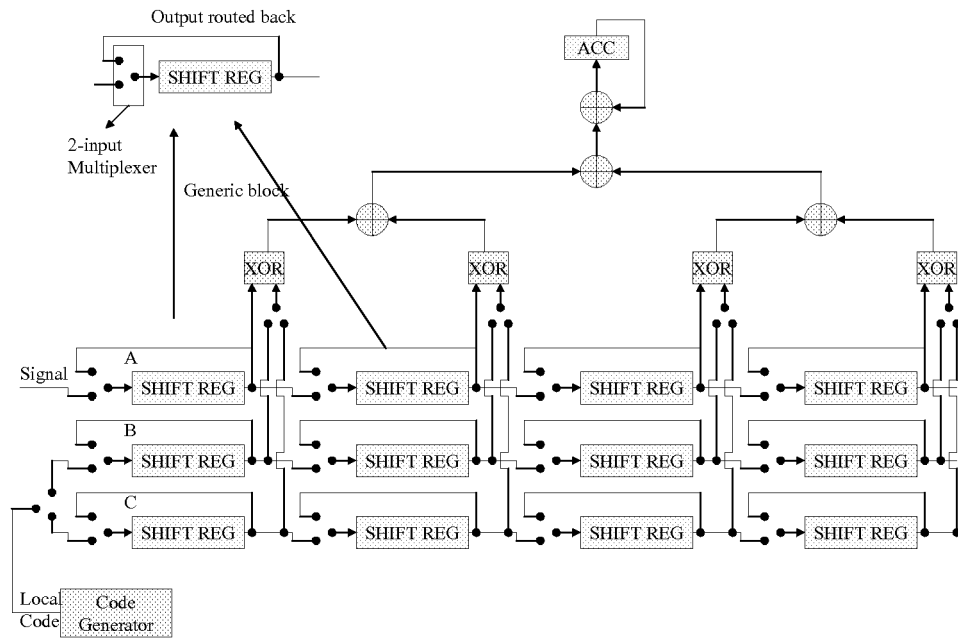 Output routed back
ACC
SHIFT REG
2-input
Multiplexer
Generic block
XOR
XOR
XOR
XOR
A
Signal
SHIFT REG
SHIFT REG
SHIFT REG
SHIFT REG
B
SHIFT REG
SHIFT REG
SHIFT REG
SHIFT REG
C
SHIFT REG
SHIFT REG
SHIFT REG
SHIFT REG
Local
Code
Code
Generator